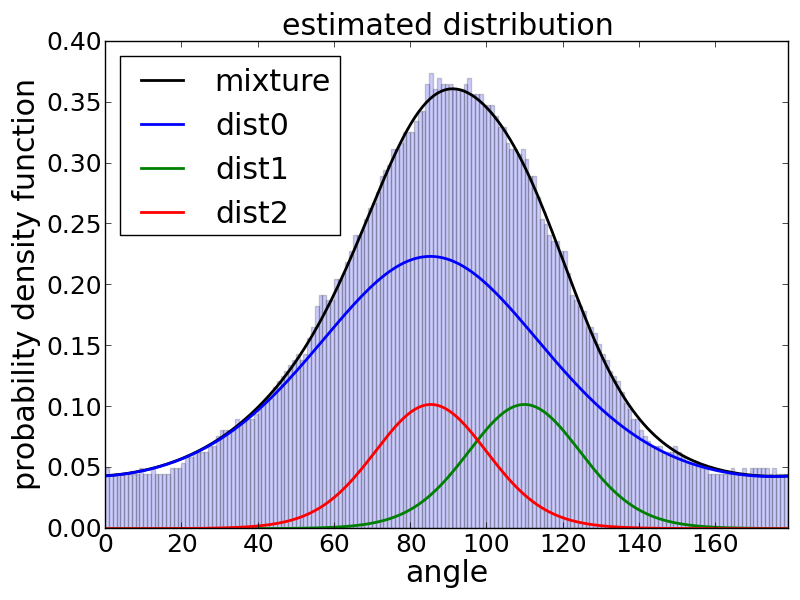 estimated distribution
probability density function
0.40
0.35
0.30
0.25
0.20
0.15
0.10
0.05
0.00
mixture
dist0
dist1
dist2
0 20 40 60 80 100 120 140 160
angle